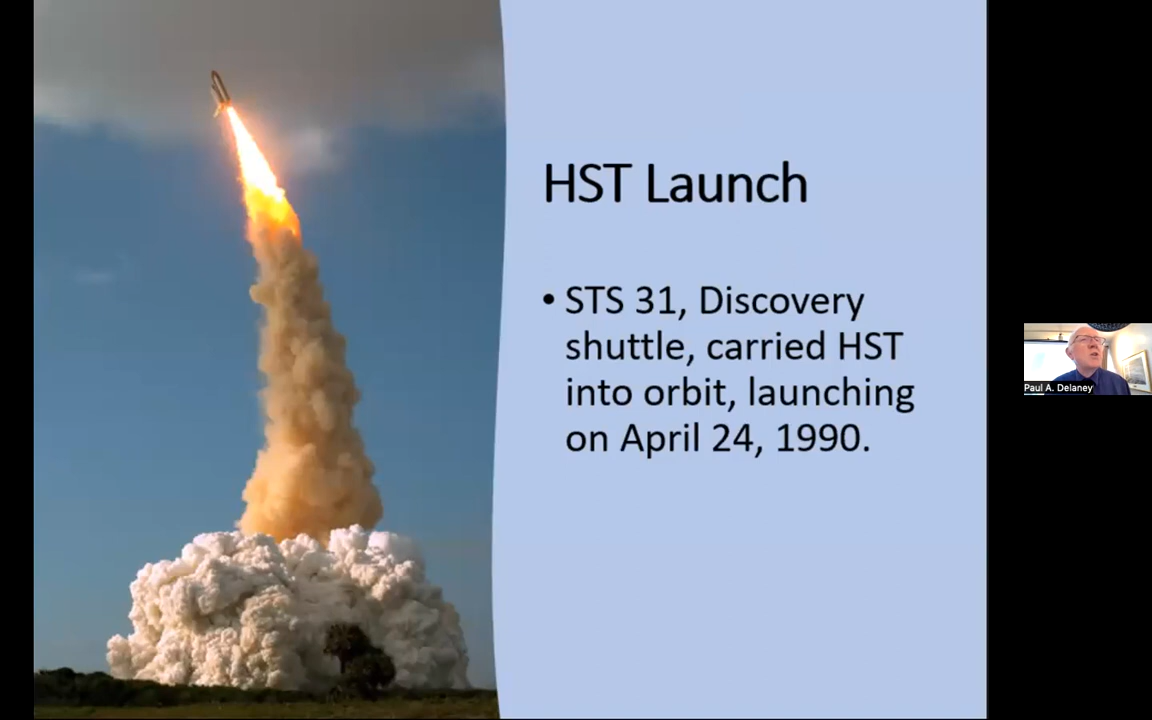 HST Launch
• STS 31, Discovery
shuttle, carried HST
into orbit, launching
on April 24, 1990.
Paul A. Delaney